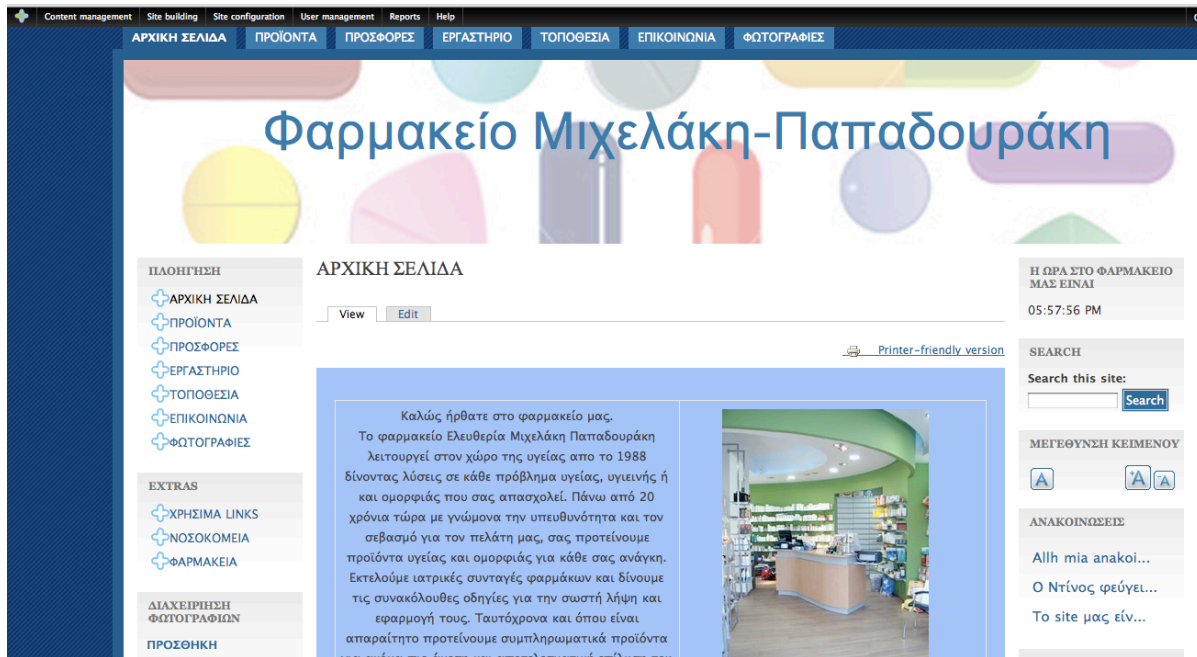 Content management Site building Site configuration User management Reports Help
ΑΡΧΙΚΗ ΣΕΛΙΔΑ ΠΡΟΪΟΝΤΑ ΠΡΟΣΦΟΡΕΣ ΕΡΓΑΣΤΗΡΙΟ ΤΟΠΟΘΕΣΙΑ ΕΠΙΚΟΙΝΩΝΙΑ ΦΩΤΟΓΡΑΦΙΕΣ
Φαρμακείο Μιχελάκη-Παπαδουράκη
ΠΛΟΗΓΗΣΗ
ΑΡΧΙΚΗ ΣΕΛΙΔΑ
ΠΡΟΪΟΝΤΑ
ΠΡΟΣΦΟΡΕΣ
ΕΡΓΑΣΤΗΡΙΟ
ΤΟΠΟΘΕΣΙΑ
ΕΠΙΚΟΙΝΩΝΙΑ
ΦΩΤΟΓΡΑΦΙΕΣ
EXTRAS
ΧΡΗΣΙΜΑ LINKS
ΝΟΣΟΚΟΜΕΙΑ
ΦΑΡΜΑΚΕΙΑ
ΔΙΑΧΕΙΡΙΗΣΗ
ΦΩΤΟΓΡΑΦΙΩΝ
ΠΡΟΣΘΗΚΗ
ΑΡΧΙΚΗ ΣΕΛΙΔΑ
View Edit
Printer-friendly version
Καλώς ήρθατε στο φαρμακείο μας.
Το φαρμακείο Ελευθερία Μιχελάκη Παπαδουράκη
λειτουργεί στον χώρο της υγείας απο το 1988
δίνοντας λύσεις σε κάθε πρόβλημα υγείας, υγιεινής ή
και ομορφιάς που σας απασχολεί. Πάνω από 20
χρόνια τώρα με γνώμονα την υπευθυνότητα και τον
σεβασμό για τον πελάτη μας, σας προτείνουμε
προϊόντα υγείας και ομορφιάς για κάθε σας ανάγκη.
Εκτελούμε ιατρικές συνταγές φαρμάκων και δίνουμε
τις συνακόλουθες οδηγίες για την σωστή λήψη και
εφαρμογή τους. Ταυτόχρονα και όπου είναι
απαραίτητο προτείνουμε συμπληρωματικά προϊόντα
Η ΩΡΑ ΣΤΟ ΦΑΡΜΑΚΕΙΟ
ΜΑΣ ΕΙΝΑΙ
05:57:56 PM
SEARCH
Search this site:
Search
ΜΕΓΕΘΥΝΣΗ ΚΕΙΜΕΝΟΥ
A +A -A
ΑΝΑΚΟΙΝΩΣΕΙΣ
Allh mia anakoi...
Ο Ντίνος φεύγει...
Το site μας είν...